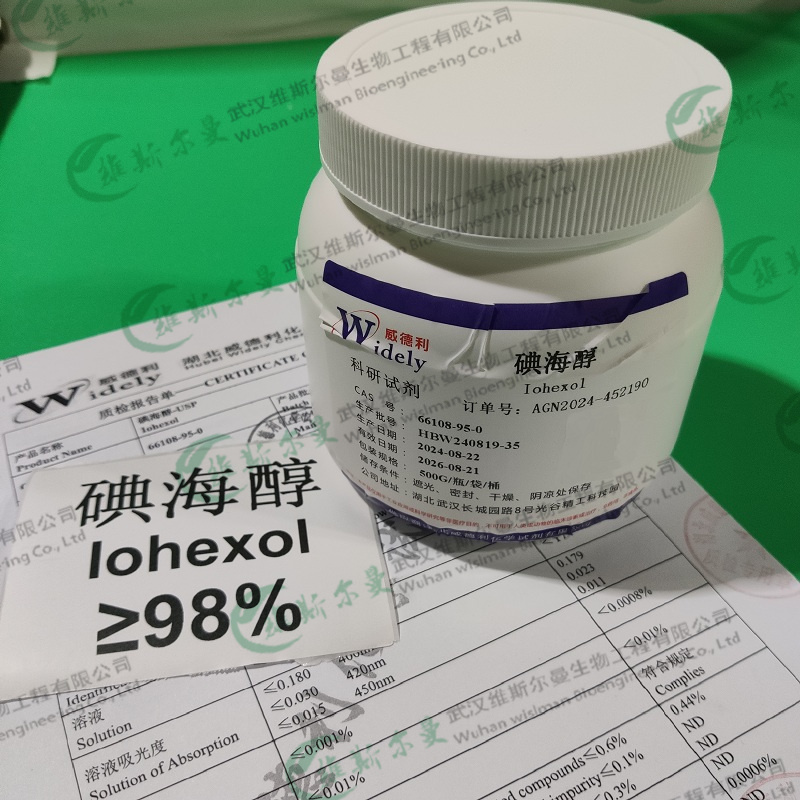 武汉维斯尔曼生物工程有限公司
Wuhan wislman Bioengineering Co., Ltd
维斯尔曼
Widely 威德利
碘海醇
Iohexol
科研试剂
订单号: AGN2024-452190
CAS 号: 66108-95-0
生产批号: HBW240819-35
生产日期: 2024-08-22
有效日期: 2026-08-21
包装规格: 500G/瓶/袋/桶
储存条件: 遮光、密封、干燥、阴凉处保存
公司地址: 湖北武汉长城园路8号光谷精工科技园
Widely 威德利
湖北威德利化
Hubei Widely
质检报告单
CERTIFICATE
产品名称 碘海醇-USP
Product Name Iohexol
66108-95-0
碘海醇
Iohexol
≥98%
溶液
Solution
溶液吸光度
Solution of Absorption
≤0.180 400nm
≤0.030 420nm
≤0.015 450nm
0.179
0.023
0.011
≤0.001%
≤0.0008%
≤0.01%
≤0.01%
符合规定
Complies
compounds≤0.6%
0.44%
impurity≤0.1%
ND
≤0.3%
ND
ND
0.0006%